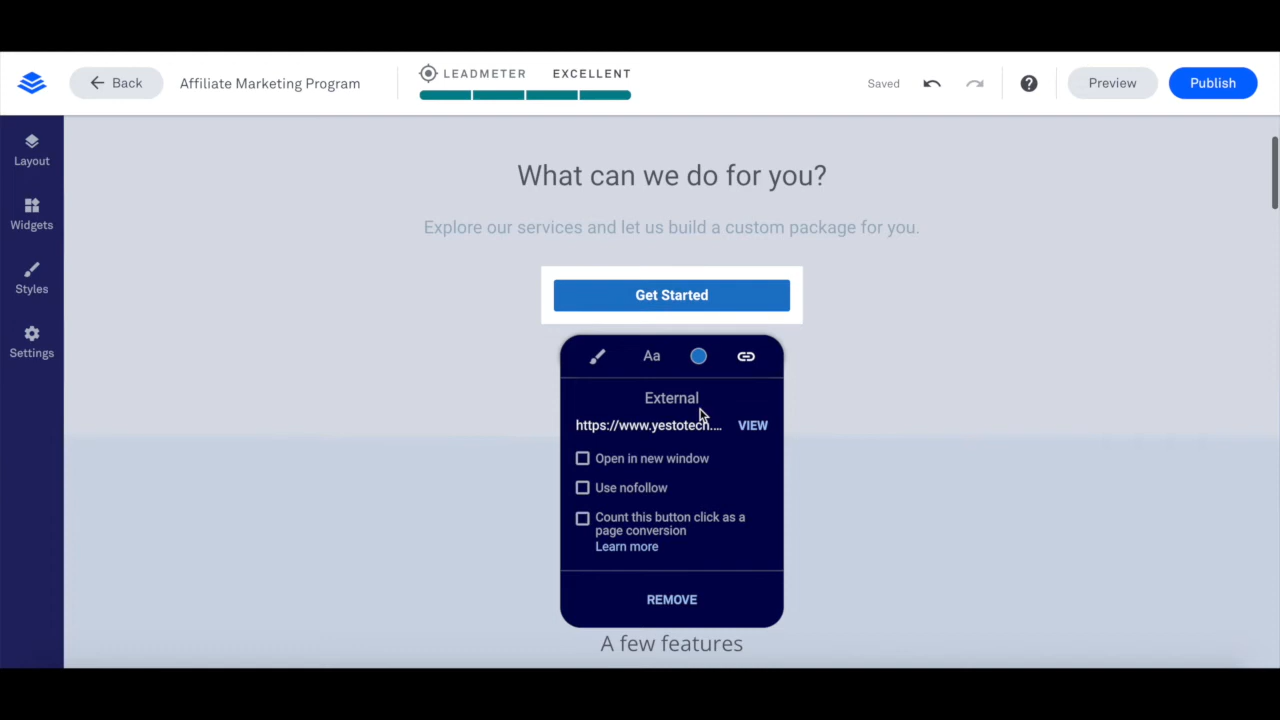 Back
Affiliate Marketing Program
LEADMETER EXCELLENT
Saved
Preview
Publish
Layout
Widgets
Styles
Settings
What can we do for you?
Explore our services and let us build a custom package for you.
Get Started
Aa
External
https://www.yestotech.... VIEW
Open in new window
Use nofollow
Count this button click as a
page conversion
Learn more
REMOVE
A few features